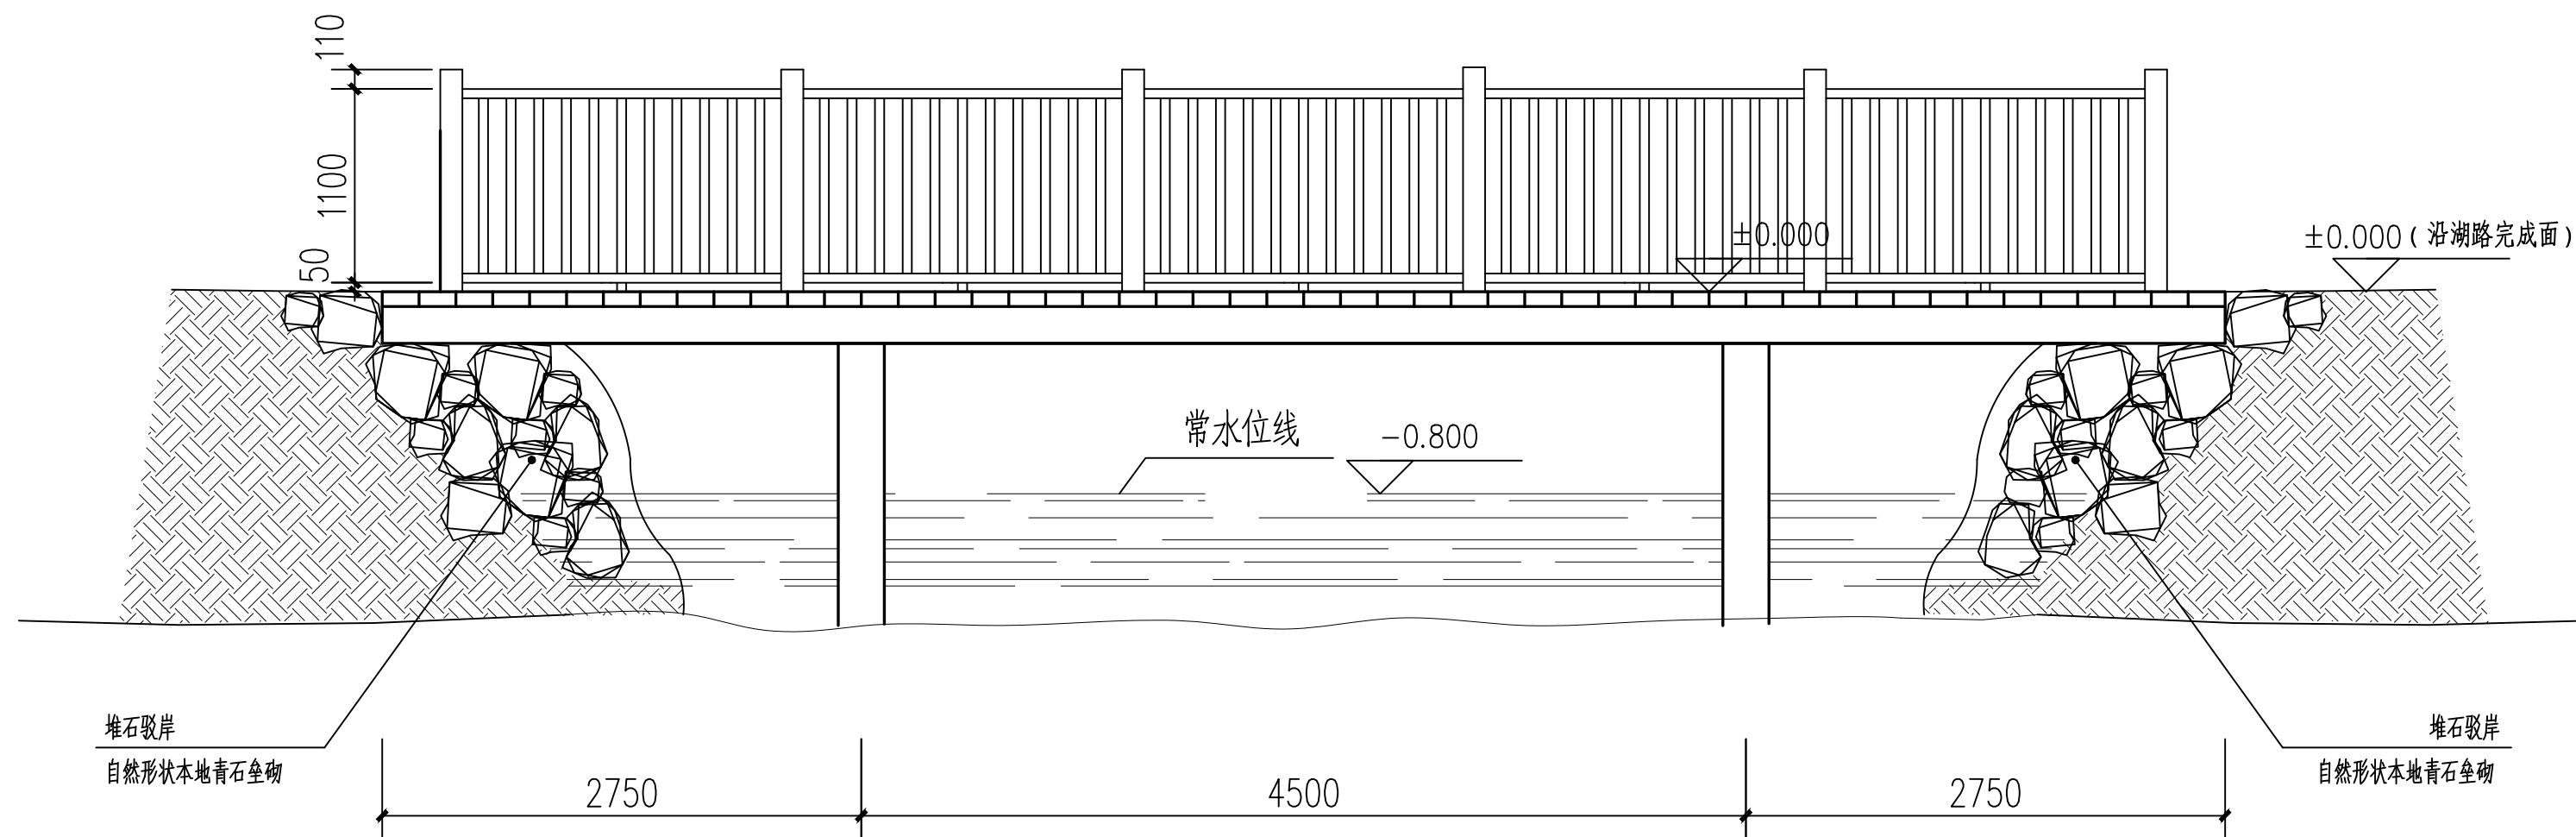 110
1100
50
±0.000
±0.000（沿湖路完成面）
常水位线
-0.800
堆石驳岸
自然形状本地青石垒砌
堆石驳岸
自然形状本地青石垒砌
2750
4500
2750